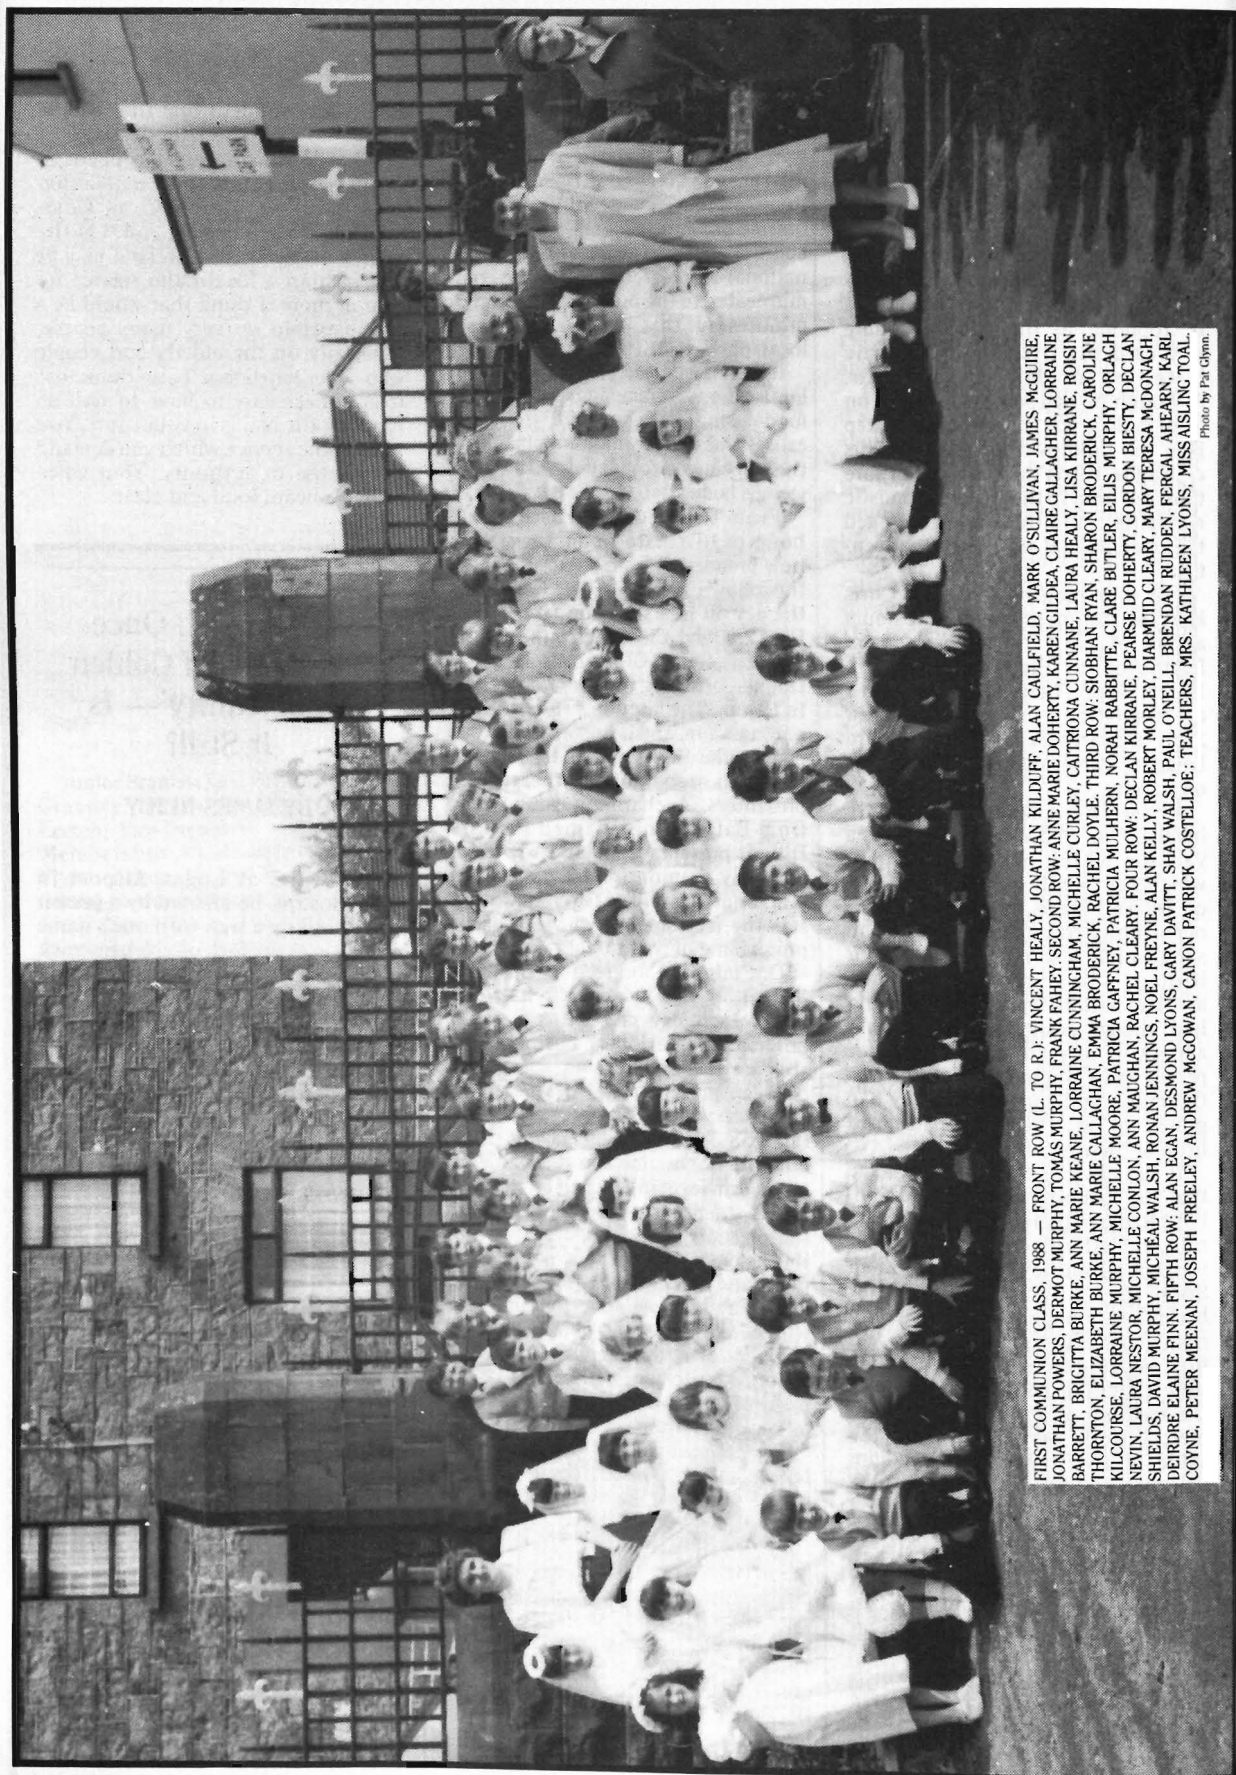 FIRST COMMUNION CLASS, 1988 — FRONT ROW (L. TO R.): VINCENT HEALY, JONATHAN KILDUFF, ALAN CAULFIELD, MARK O'SULLIVAN, JAMES McGUIRE,
JONATHAN POWERS, DERMOT MURPHY, TOMÁS MURPHY, FRANK FAHEY. SECOND ROW: ANNE MARIE DOHERTY, KAREN GILDEA, CLAIRE GALLAGHER, LORRAINE
BARRETT, BRIGITTA BURKE, ANN MARIE KEANE, LORRAINE CUNNINGHAM, MICHELLE CURLEY, CAITRIONA CUNNANE, LAURA HEALY, LISA KIRRANE, ROISIN
THORNTON, ELIZABETH BURKE, ANN MARIE CALLAGHAN, EMMA BRODERICK, RACHEL DOYLE. THIRD ROW: SIOBHAN RYAN, SHARON BRODERICK, CAROLINE
KILCOURSE, LORRAINE MURPHY, MICHELLE MOORE, PATRICIA GAFFNEY, PATRICIA MULHERN, NORAH RABBITTE, CLARE BUTLER, EILIS MURPHY, ORLAGH
NEVIN, LAURA NESTOR, MICHELLE CONLON, ANN MAUGHAN, RACHEL CLEARY. FOUR ROW: DECLAN KIRRANE, PEARSE DOHERTY, GORDON BIESTY, DECLAN
SHIELDS, DAVID MURPHY, MICHÉAL WALSH, RONAN JENNINGS, NOEL FREYNE, ALAN KELLY, ROBERT MORLEY, DIARMUID CLEARY, MARY TERESA McDONAGH,
DEIRDRE ELAINE FINN. FIFTH ROW: ALAN EGAN, DESMOND LYONS, GARY DAVITT, SHAY WALSH, PAUL O'NEILL, BRENDAN RUDDEN, FERGAL AHEARN, KARL
COYNE, PETER MEENAN, JOSEPH FREELEY, ANDREW McGOWAN, CANON PATRICK COSTELLOE; TEACHERS, MRS. KATHLEEN LYONS, MISS AISLING TOAL.
Photo by Pat Glynn.